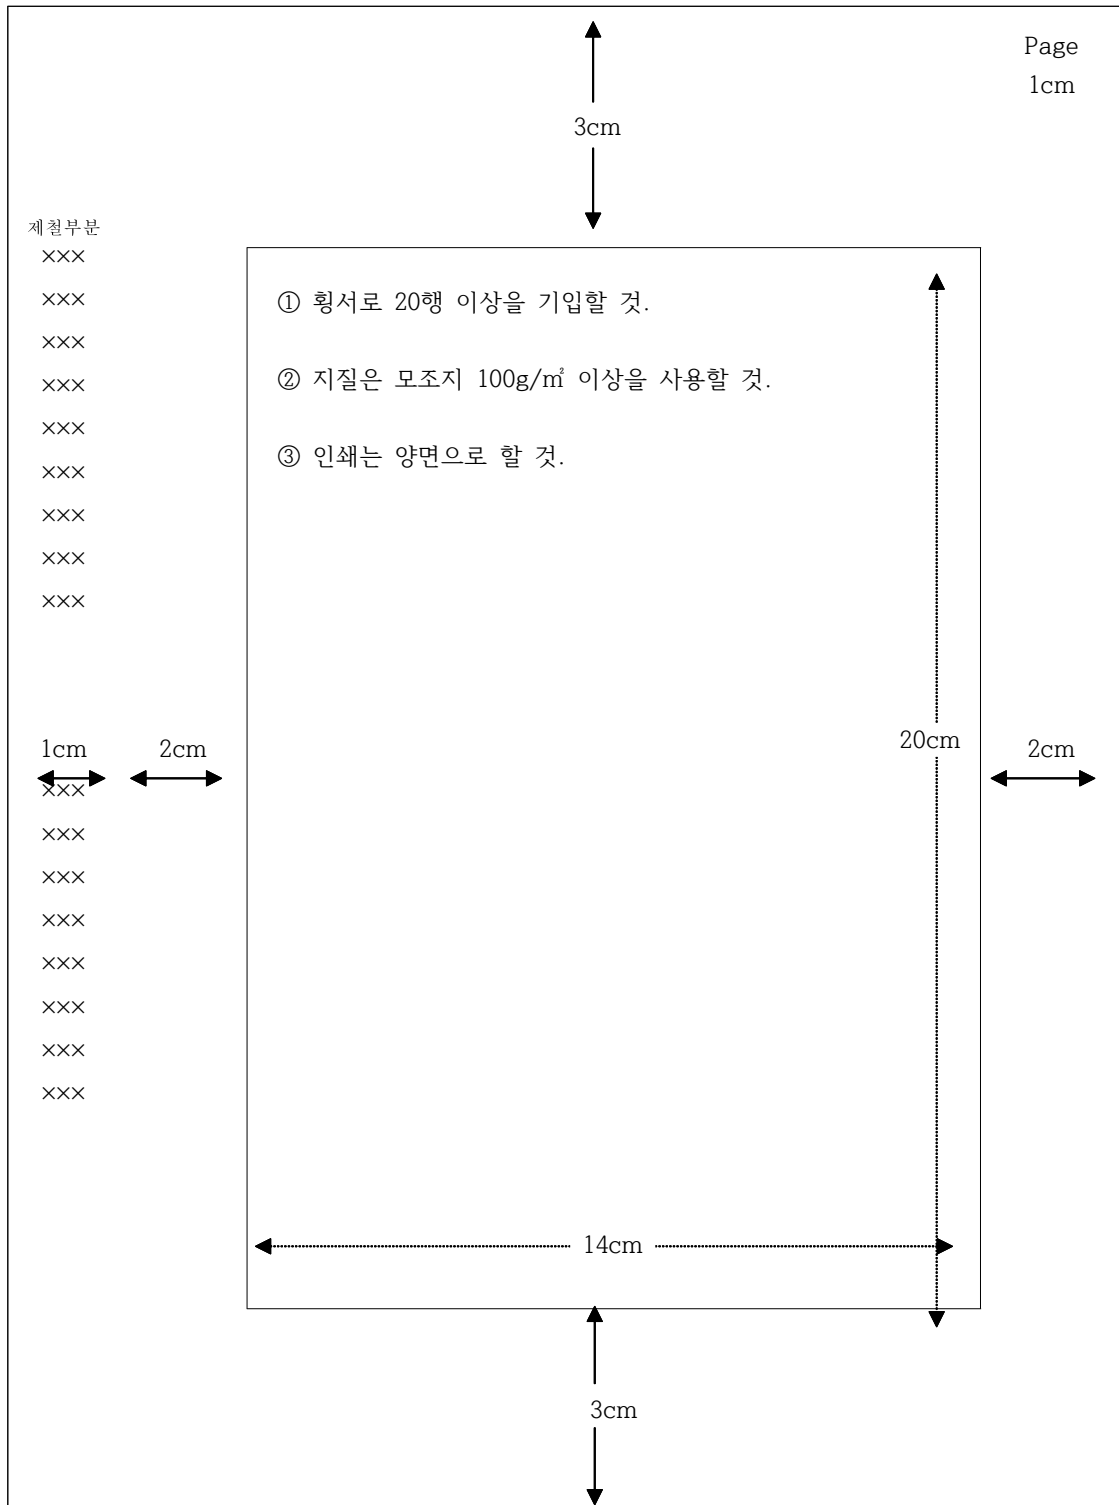 Page
1cm
3cm
제철부분
×××
×××
① 횡서로 20행 이상을 기입할 것.
×××
×××
② 지질은 모조지 100g/㎡ 이상을 사용할 것.
×××
③ 인쇄는 양면으로 할 것.
×××
×××
×××
×××
1cm
2cm
20cm
2cm
×××
×××
×××
×××
×××
×××
×××
×××
14cm
3cm